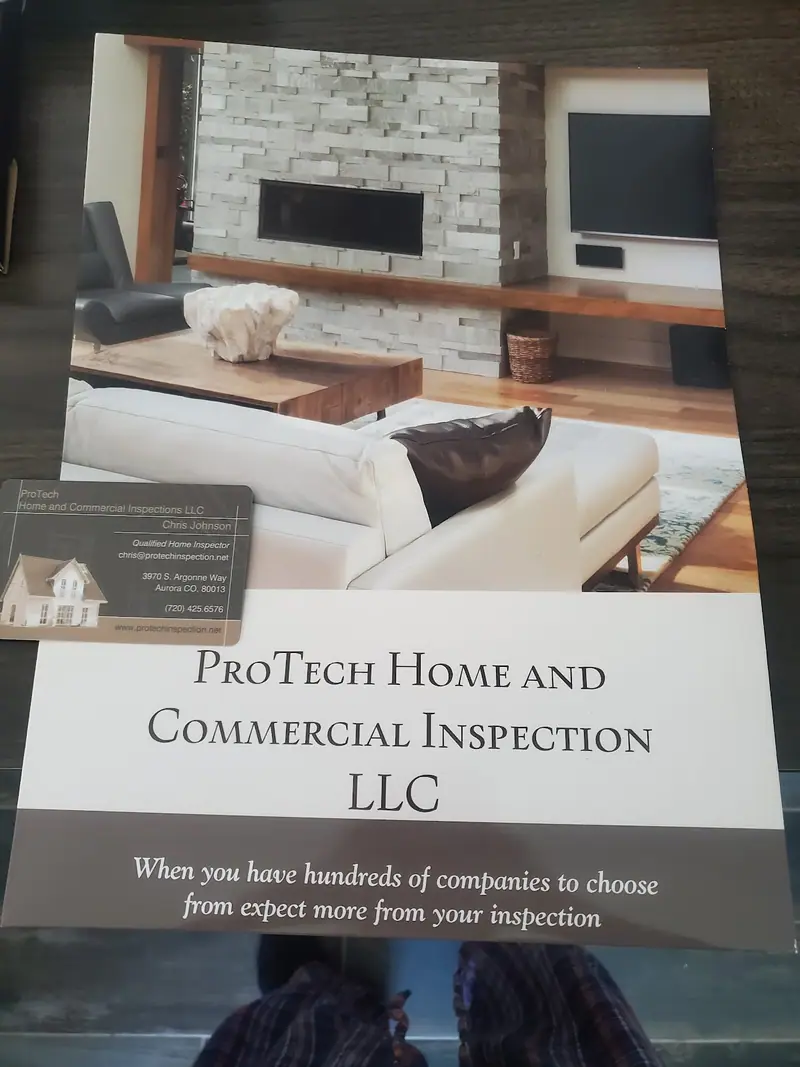 ProTech
Home and Commercial Inspections LLC
Chris Johnson
Qualified Home Inspector
chris@protechinspection.net
3970 S. Argonne Way
Aurora CO, 80013
(720) 425.6576
www.protechinspection.net
ProTech Home and
Commercial Inspection
LLC
When you have hundreds of companies to choose
from expect more from your inspection